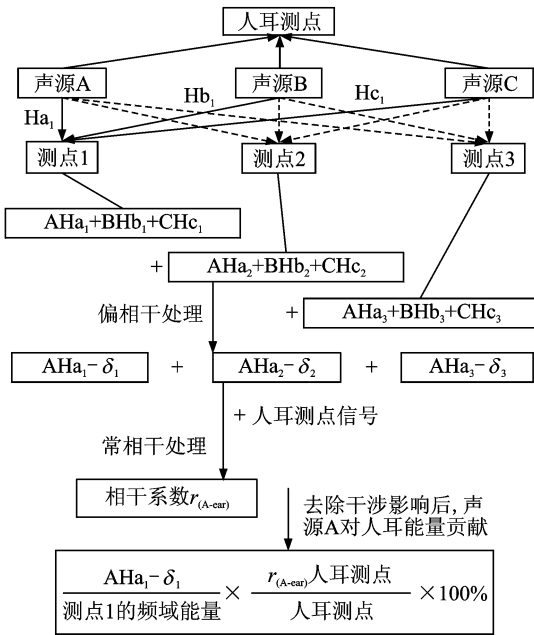 人耳测点
声源A 声源B 声源C
Ha₁ Hb₁ Hc₁
测点1 测点2 测点3
AHa₁+BHb₁+CHc₁
+ AHa₂+BHb₂+CHc₂
+ AHa₃+BHb₃+CHc₃
偏相干处理
AHa₁−δ₁ + AHa₂−δ₂ + AHa₃−δ₃
+ 人耳测点信号
常相干处理
相干系数r(A-ear)
去除干涉影响后, 声
源A对人耳能量贡献
AHa₁−δ₁ r(A-ear)人耳测点
× ×100%
测点1的频域能量 人耳测点